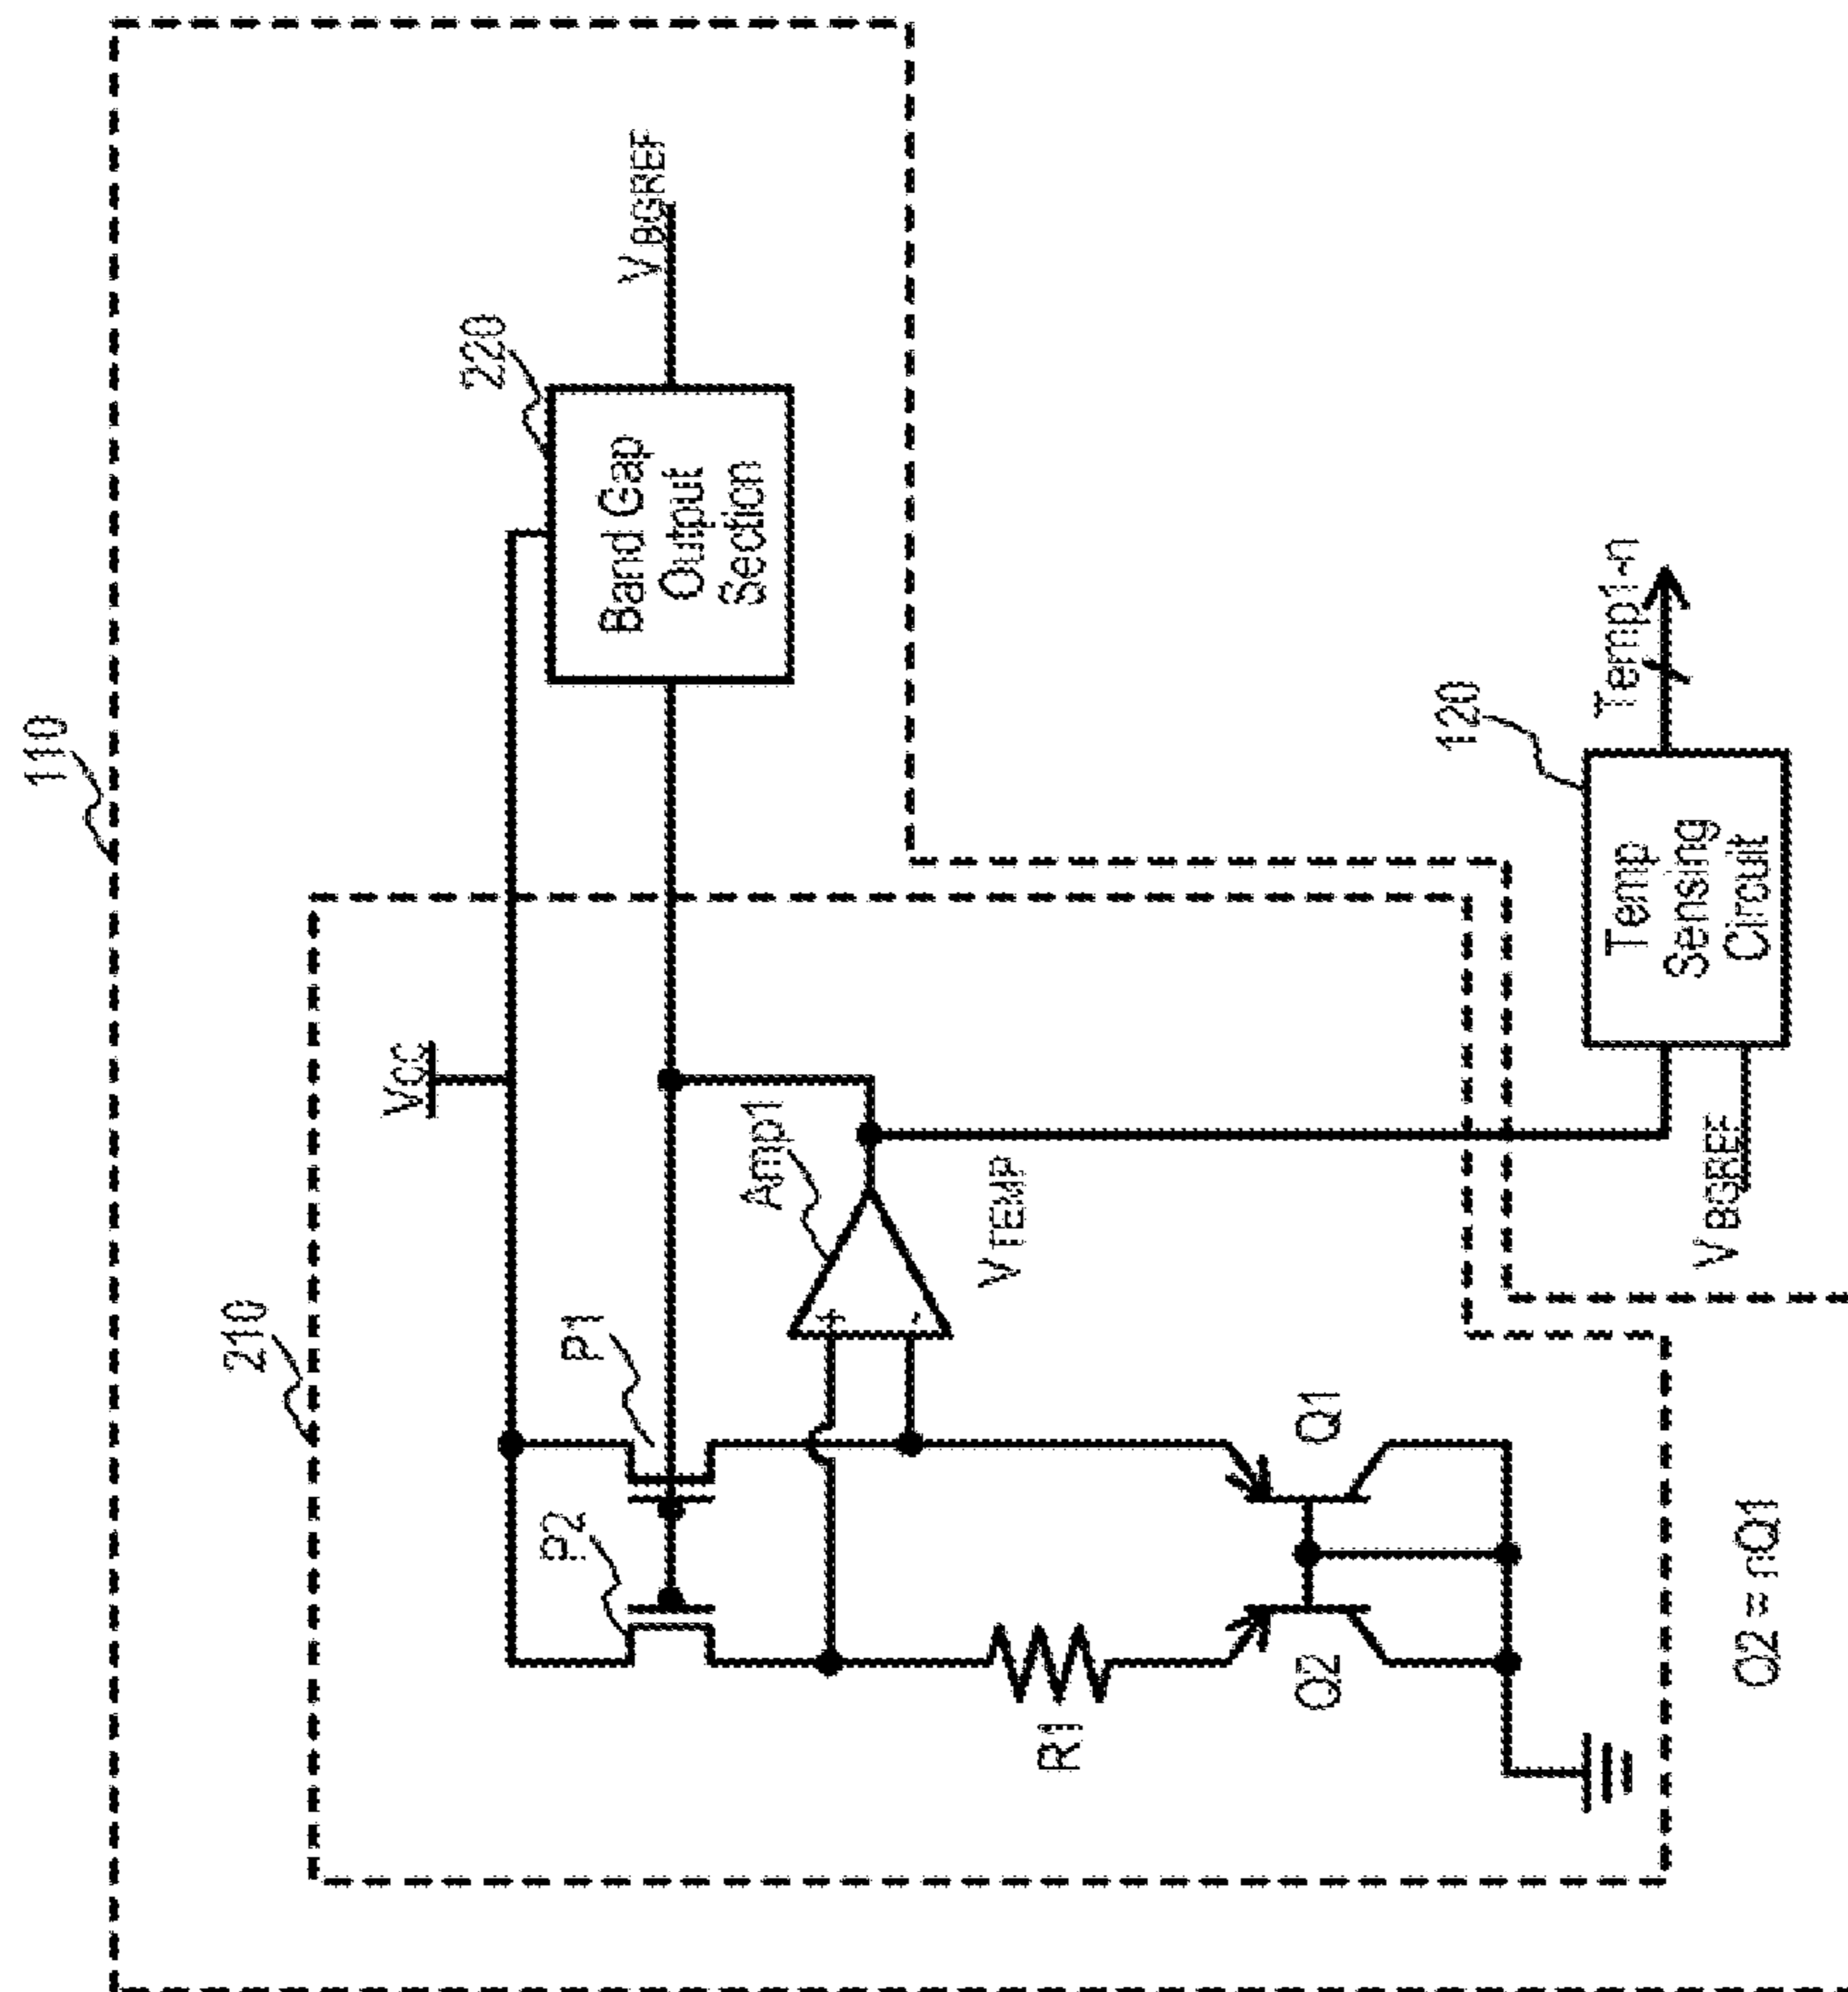 110
210
VCC
220
P2
P1
Amp1
Band Gap
Output
Section
VBGREF
VTEMP
R1
Q2
Q1
120
Temp
Sensing
Circuit
Temp1-n
VBGREF
Q2 = nQ1